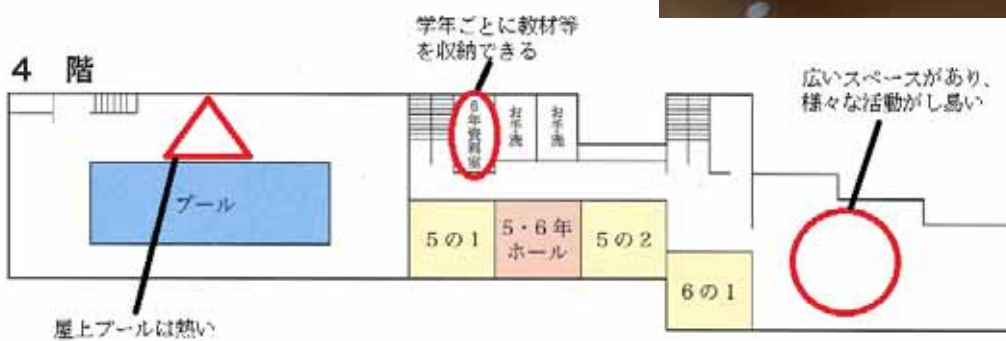 学年ごとに教材等
を収納できる
4 階
広いスペースがあり、
様々な活動がし易い
6年資料室
お手洗
お手洗
プール
5の1
5・6年
ホール
5の2
6の1
屋上プールは熱い